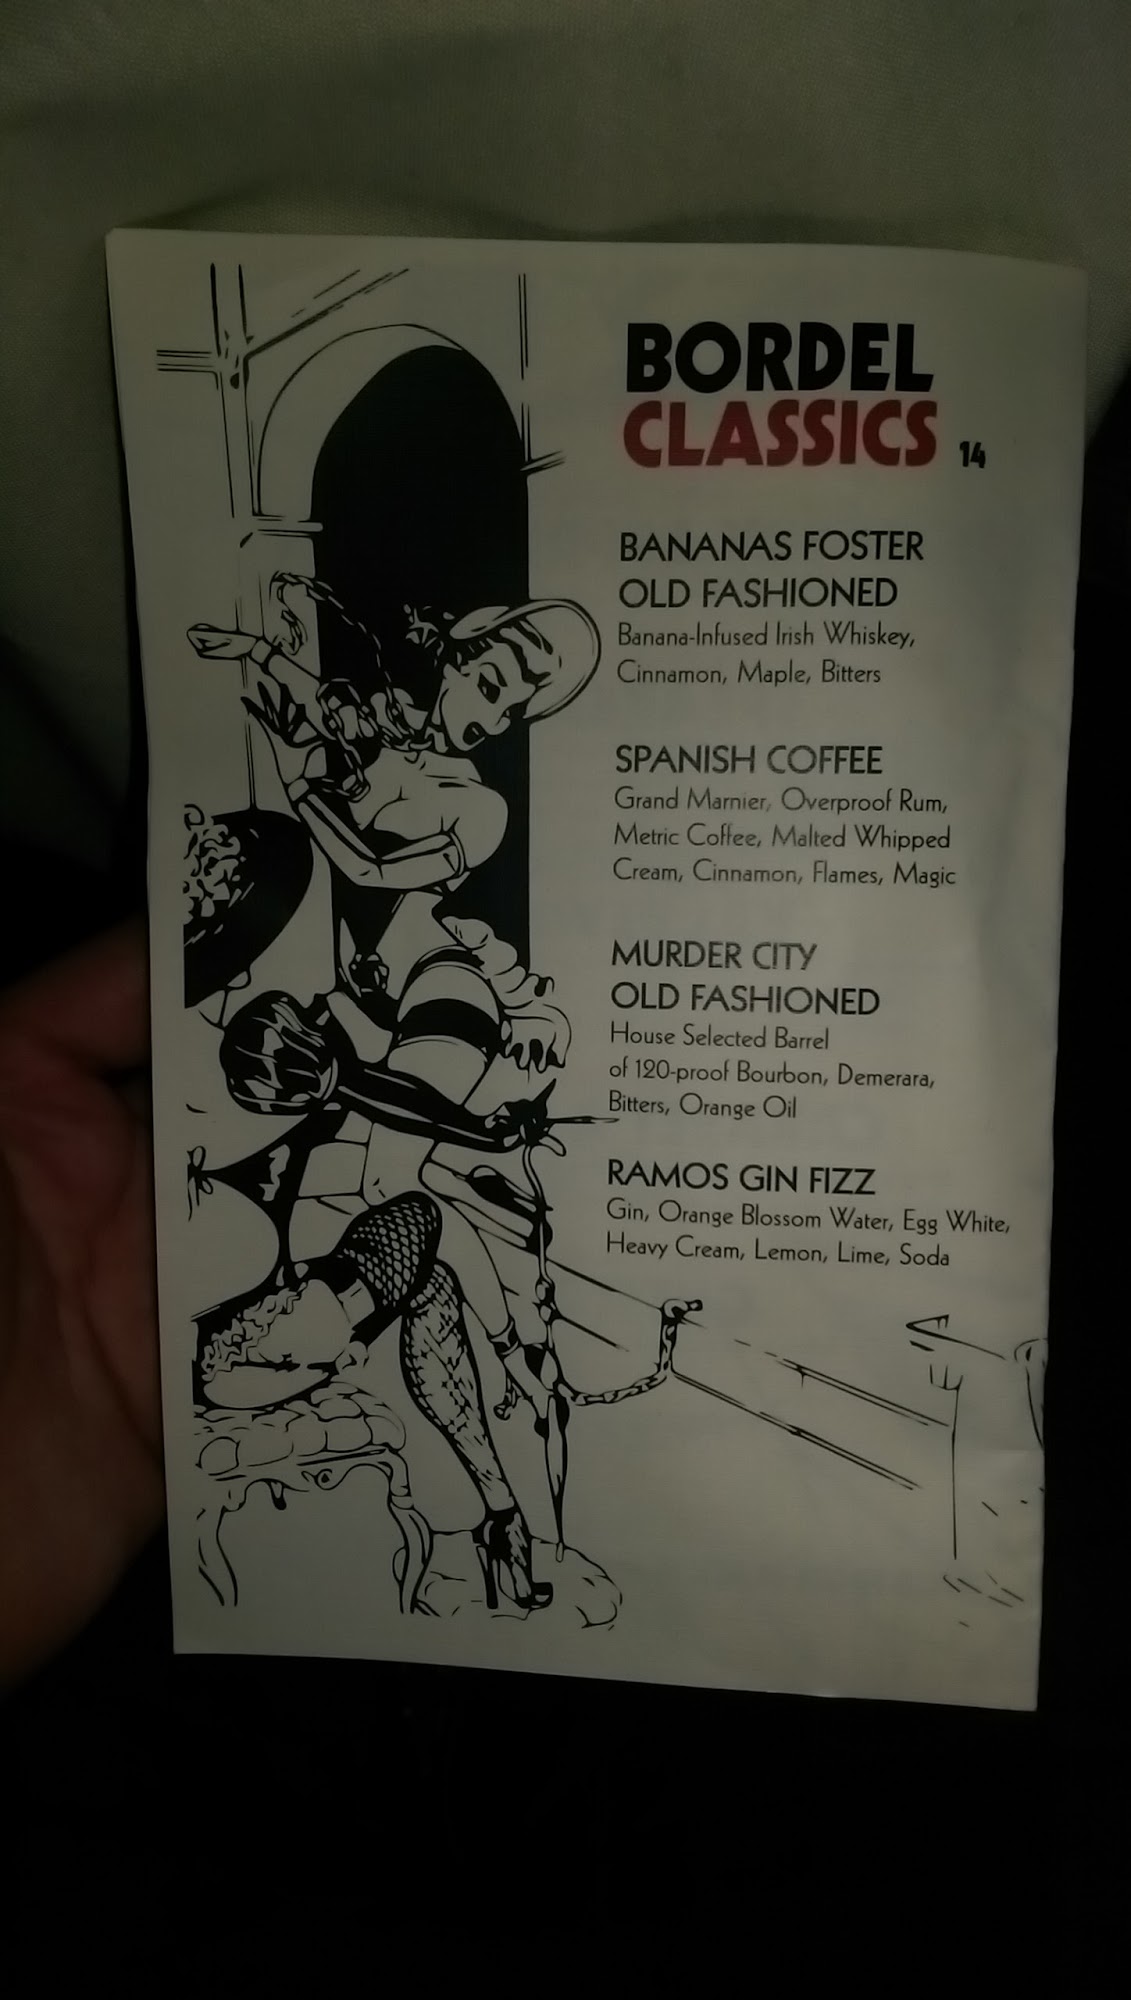 BORDEL
CLASSICS 14
BANANAS FOSTER
OLD FASHIONED
Banana-Infused Irish Whiskey,
Cinnamon, Maple, Bitters
SPANISH COFFEE
Grand Marnier, Overproof Rum,
Metric Coffee, Malted Whipped
Cream, Cinnamon, Flames, Magic
MURDER CITY
OLD FASHIONED
House Selected Barrel
of 120-proof Bourbon, Demerara,
Bitters, Orange Oil
RAMOS GIN FIZZ
Gin, Orange Blossom Water, Egg White,
Heavy Cream, Lemon, Lime, Soda